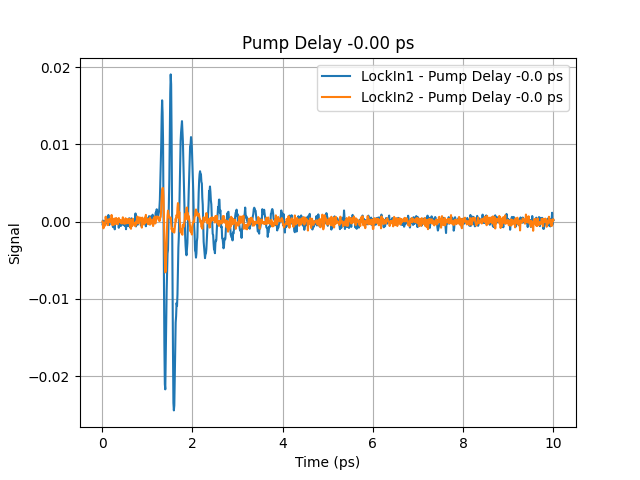 Pump Delay -0.00 ps
LockIn1 - Pump Delay -0.0 ps
LockIn2 - Pump Delay -0.0 ps
0.02
0.01
0.00
−0.01
−0.02
Signal
0 2 4 6 8 10
Time (ps)